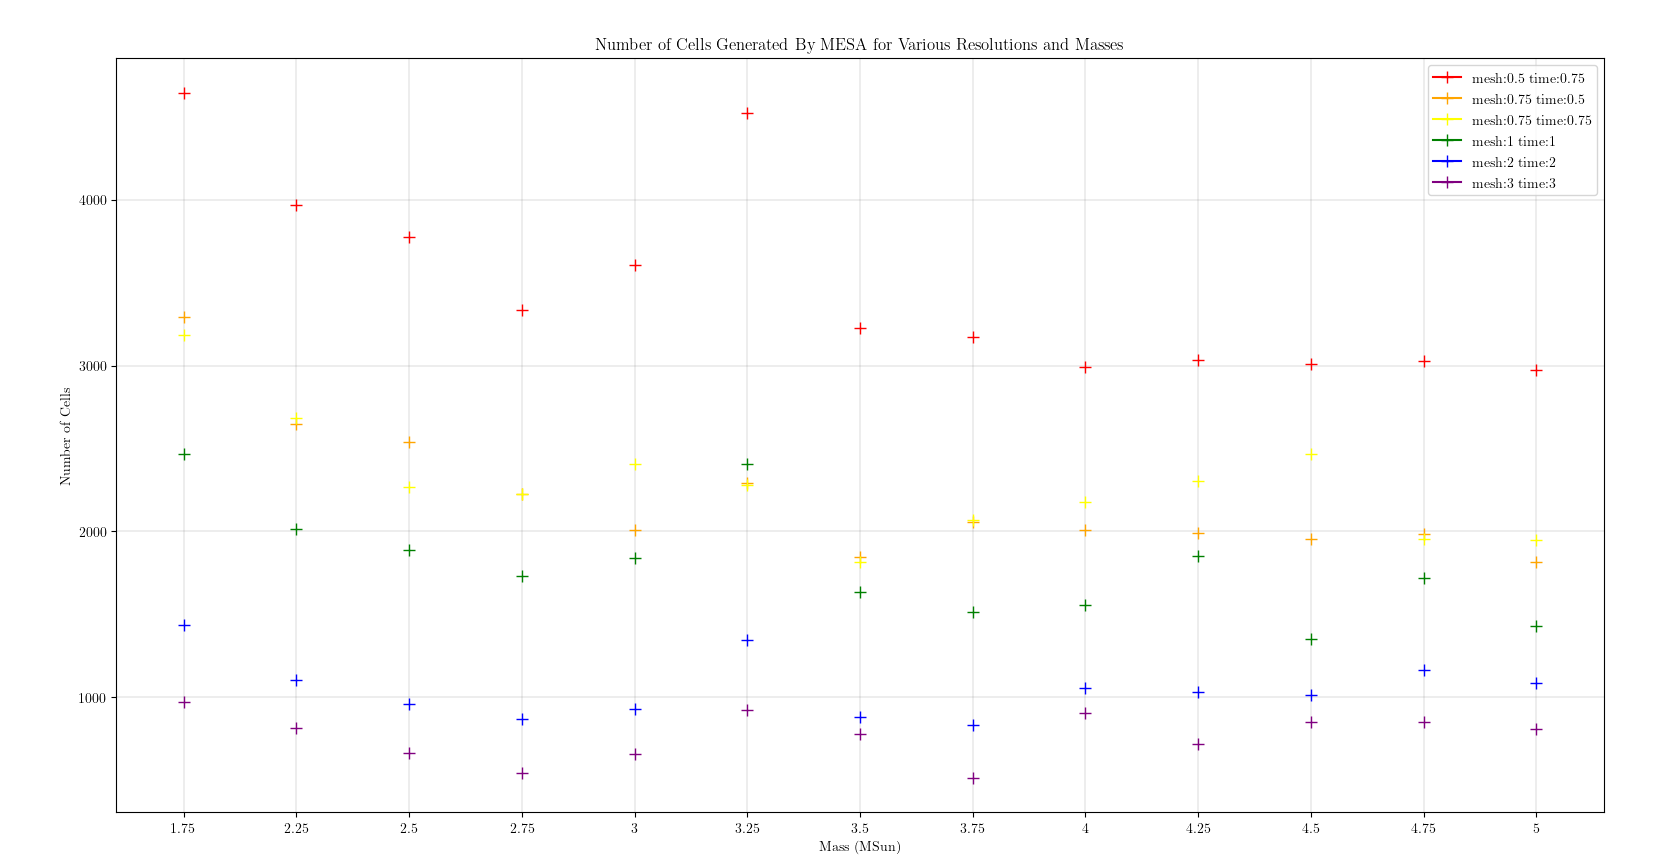 Number of Cells Generated By MESA for Various Resolutions and Masses
mesh:0.5 time:0.75
mesh:0.75 time:0.5
mesh:0.75 time:0.75
mesh:1 time:1
mesh:2 time:2
mesh:3 time:3
4000
3000
2000
1000
Number of Cells
1.75 2.25 2.5 2.75 3 3.25 3.5 3.75 4 4.25 4.5 4.75 5
Mass (MSun)